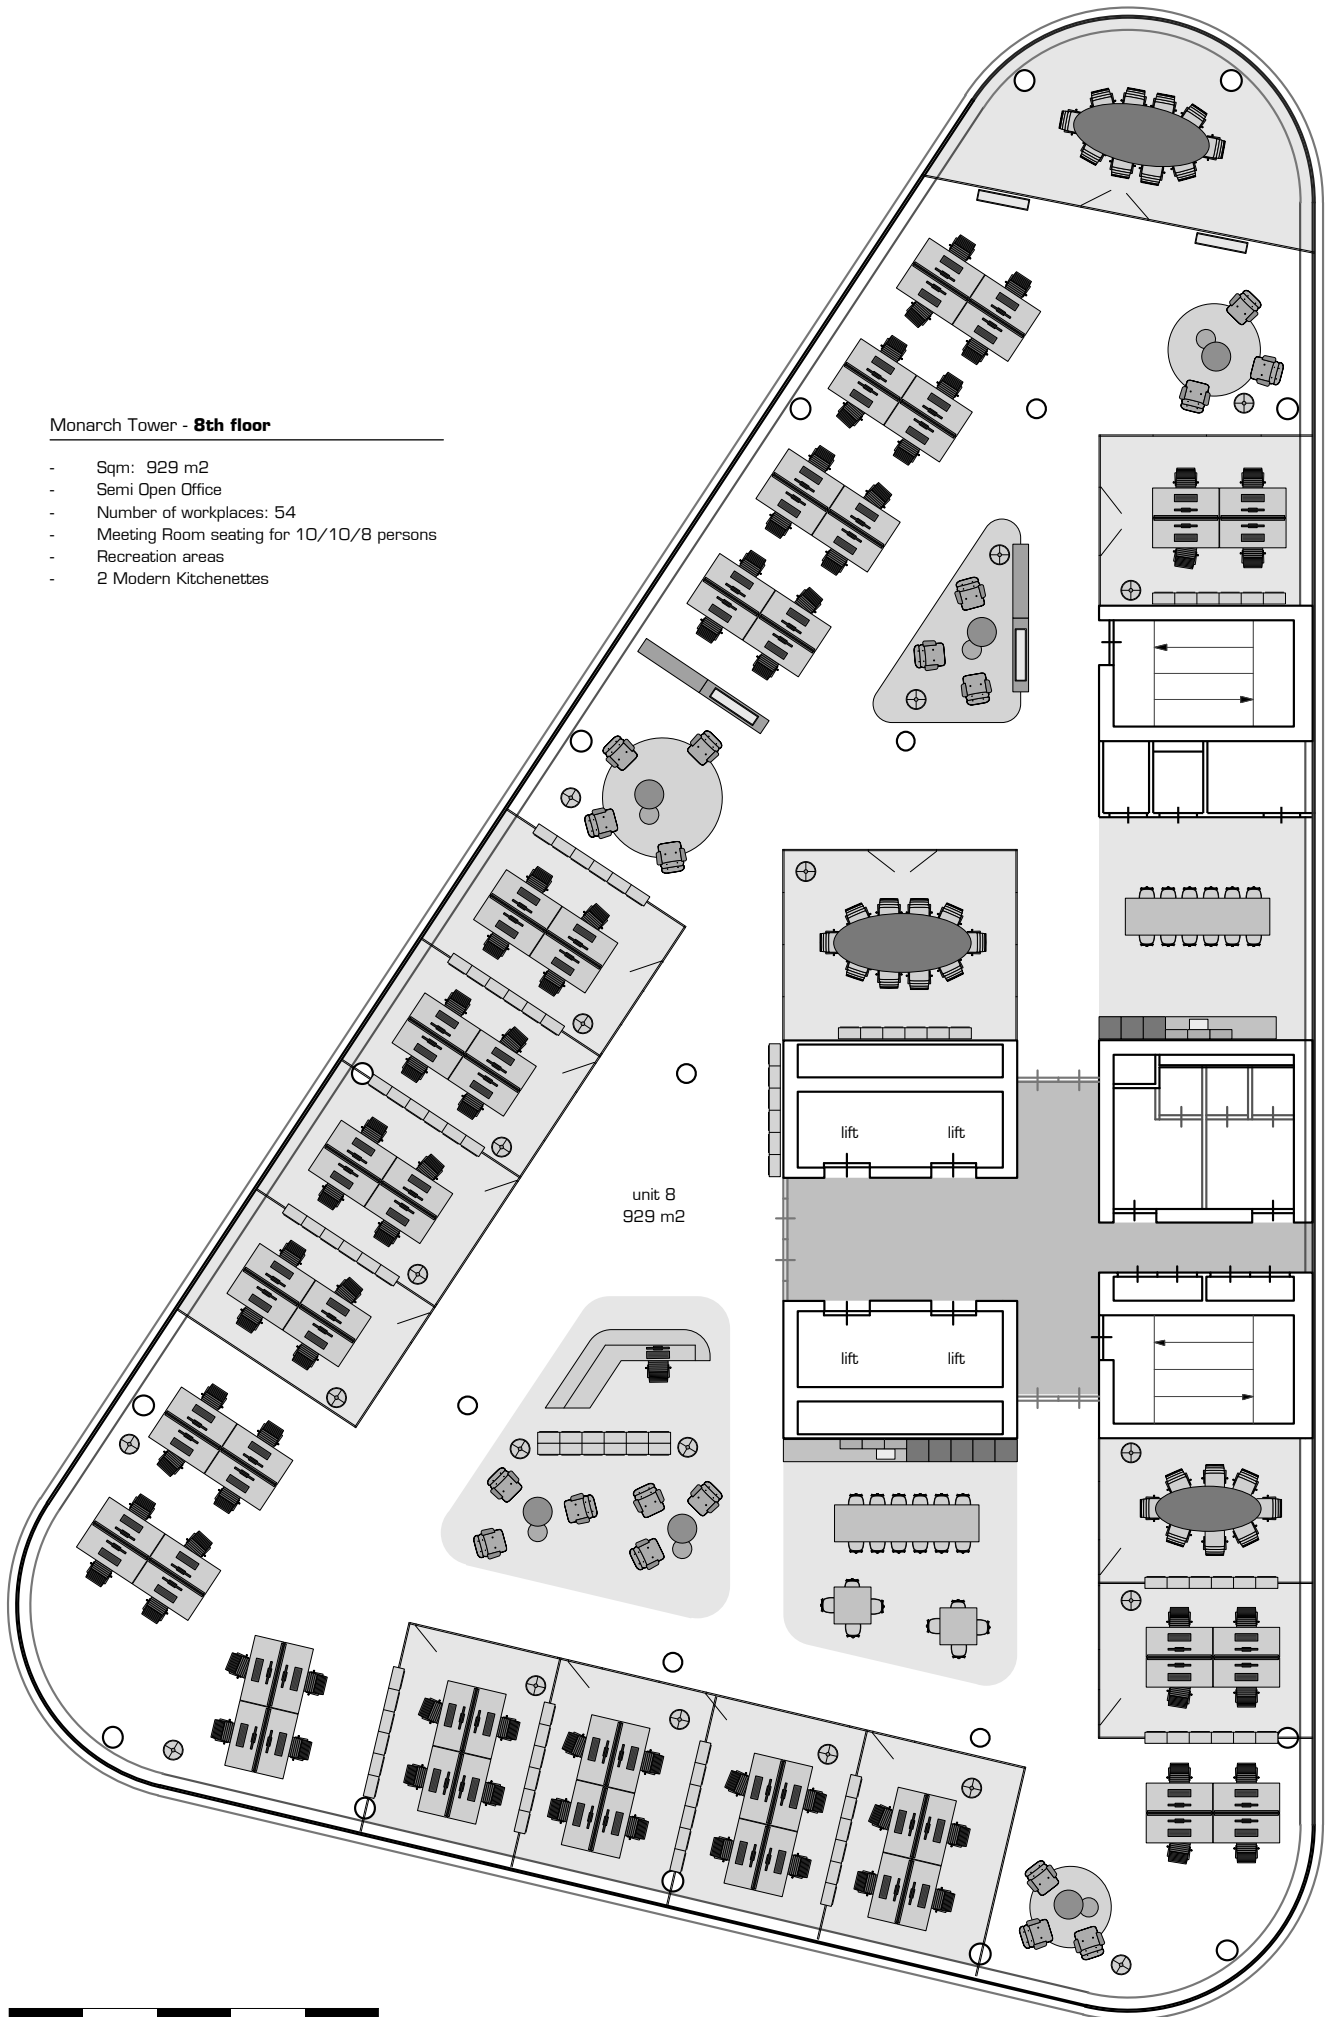 Monarch Tower - 8th floor
- Sqm: 929 m2
- Semi Open Office
- Number of workplaces: 54
- Meeting Room seating for 10/10/8 persons
- Recreation areas
- 2 Modern Kitchenettes
lift lift
unit 8
929 m2
lift lift